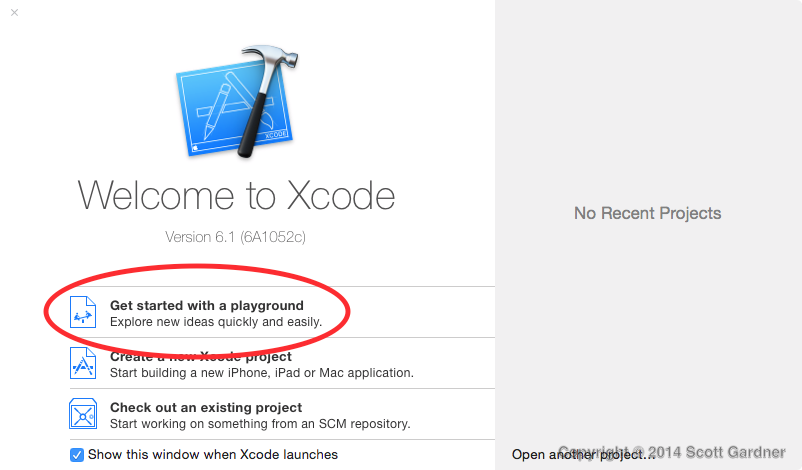 XCODE
Welcome to Xcode
Version 6.1 (6A1052c)
No Recent Projects
Get started with a playground
Explore new ideas quickly and easily.
Create a new Xcode project
Start building a new iPhone, iPad or Mac application.
Check out an existing project
Start working on something from an SCM repository.
Show this window when Xcode launches
Open another project...
Copyright © 2014 Scott Gardner